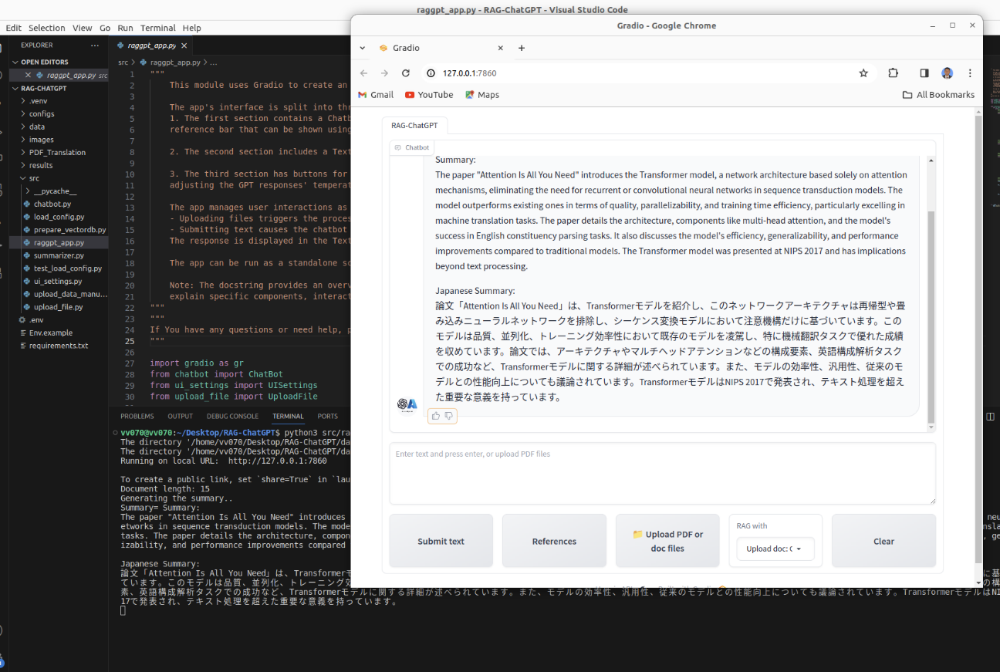 raggpt_app.py - RAG-ChatGPT - Visual Studio Code
Edit Selection View Go Run Terminal Help
EXPLORER
OPEN EDITORS
raggpt_app.py src
RAG-CHATGPT
.venv
configs
data
images
PDF_Translation
results
src
__pycache__
chatbot.py
load_config.py
prepare_vectordb.py
raggpt_app.py
summarizer.py
test_load_config.py
ui_settings.py
upload_data_manu...
upload_file.py
.env
Env.example
requirements.txt
raggpt_app.py
src > raggpt_app.py > ...
1 """
2 This module uses Gradio to create an
3
4 The app's interface is split into
5 1. The first section contains a
6 reference bar that can be shown using
7
8 2. The second section includes a
9
10 3. The third section has buttons for
11 adjusting the GPT responses'
12
13 The app manages user interactions as
14 - Uploading files triggers the
15 - Submitting text causes the chatbot
16 The response is displayed in the
17
18 The app can be run as a standalone
19
20 Note: The docstring provides an
21 explain specific components,
22 """
23 """
24 If You have any questions or need help,
25 """
26
27 import gradio as gr
28 from chatbot import ChatBot
29 from ui_settings import UISettings
30 from upload_file import UploadFile
PROBLEMS OUTPUT DEBUG CONSOLE TERMINAL PORTS
vv070@vv070:~/Desktop/RAG-ChatGPT$ python3
The directory '/home/vv070/Desktop/RAG-ChatGPT/
The directory '/home/vv070/Desktop/RAG-ChatGPT/
Running on local URL: http://127.0.0.1:7860
To create a public link, set `share=True` in
Document length: 15
Generating the summary..
Summary= Summary:
The paper "Attention Is All You Need" introduces
etworks in sequence transduction models. The
tasks. The paper details the architecture,
izability, and performance improvements compared
Japanese Summary:
論文「Attention Is All You Need」は、Transformer
ています。このモデルは品質、並列化、トレーニング
素、英語構成解析タスクでの成功など、Transformerモデルに関する詳細が述べられています。また、モデルの効率性、汎用性、従来のモデルとの性能向上についても議論されています。TransformerモデルはNI
17で発表され、テキスト処理を超えた重要な意義を持っています。
Gradio - Google Chrome
Gradio
127.0.0.1:7860
Gmail YouTube Maps All Bookmarks
RAG-ChatGPT
Chatbot
Summary:
The paper "Attention Is All You Need" introduces the Transformer model, a network architecture based solely on attention
mechanisms, eliminating the need for recurrent or convolutional neural networks in sequence transduction models. The
model outperforms existing ones in terms of quality, parallelizability, and training time efficiency, particularly excelling in
machine translation tasks. The paper details the architecture, components like multi-head attention, and the model's
success in English constituency parsing tasks. It also discusses the model's efficiency, generalizability, and performance
improvements compared to traditional models. The Transformer model was presented at NIPS 2017 and has implications
beyond text processing.
Japanese Summary:
論文「Attention Is All You Need」は、Transformerモデルを紹介し、このネットワークアーキテクチャは再帰型や畳
み込みニューラルネットワークを排除し、シーケンス変換モデルにおいて注意機構だけに基づいています。この
モデルは品質、並列化、トレーニング効率性において既存のモデルを凌駕し、特に機械翻訳タスクで優れた成績
を収めています。論文では、アーキテクチャやマルチヘッドアテンションなどの構成要素、英語構成解析タスク
での成功など、Transformerモデルに関する詳細が述べられています。また、モデルの効率性、汎用性、従来のモ
デルとの性能向上についても議論されています。TransformerモデルはNIPS 2017で発表され、テキスト処理を超え
た重要な意義を持っています。
Enter text and press enter, or upload PDF files
Submit text
References
Upload PDF or
doc files
RAG with
Upload doc:
Clear